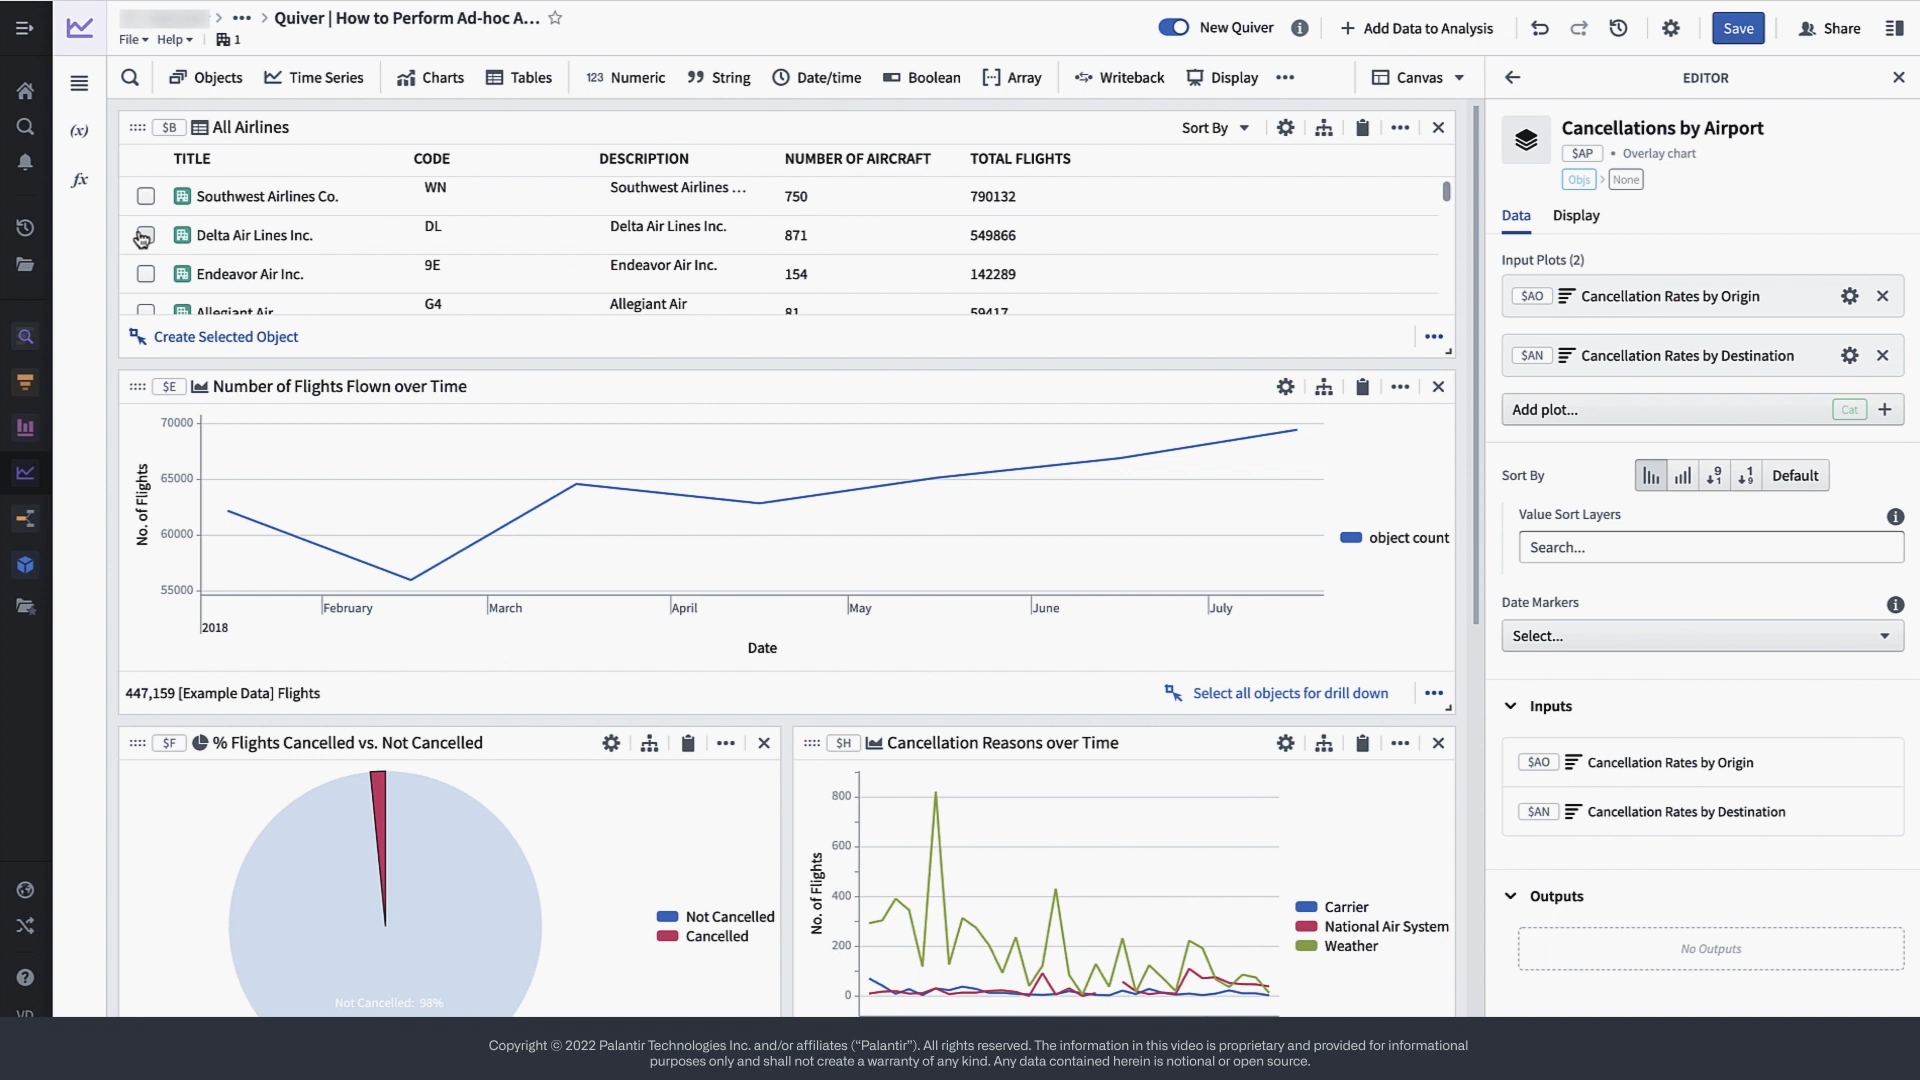 Quiver | How to Perform Ad-hoc A...
File Help 1
New Quiver
Add Data to Analysis
Save
Share
Objects Time Series Charts Tables 123 Numeric String Date/time Boolean Array Writeback Display Canvas
(x)
fx
$B All Airlines
Sort By
TITLE CODE DESCRIPTION NUMBER OF AIRCRAFT TOTAL FLIGHTS
Southwest Airlines Co. WN Southwest Airlines ... 750 790132
Delta Air Lines Inc. DL Delta Air Lines Inc. 871 549866
Endeavor Air Inc. 9E Endeavor Air Inc. 154 142289
Allegiant Air G4 Allegiant Air 81 59417
Create Selected Object
$E Number of Flights Flown over Time
70000
65000
60000
55000
No. of Flights
February March April May June July
2018
Date
object count
447,159 [Example Data] Flights
Select all objects for drill down
$F % Flights Cancelled vs. Not Cancelled
Not Cancelled
Cancelled
Not Cancelled: 98%
$H Cancellation Reasons over Time
800
600
400
200
0
No. of Flights
Carrier
National Air System
Weather
EDITOR
Cancellations by Airport
$AP • Overlay chart
Objs None
Data Display
Input Plots (2)
$AO Cancellation Rates by Origin
$AN Cancellation Rates by Destination
Add plot... Cat
Sort By Default
Value Sort Layers
Search...
Date Markers
Select...
Inputs
$AO Cancellation Rates by Origin
$AN Cancellation Rates by Destination
Outputs
No Outputs
Copyright © 2022 Palantir Technologies Inc. and/or affiliates (“Palantir”). All rights reserved. The information in this video is proprietary and provided for informational
purposes only and shall not create a warranty of any kind. Any data contained herein is notional or open source.